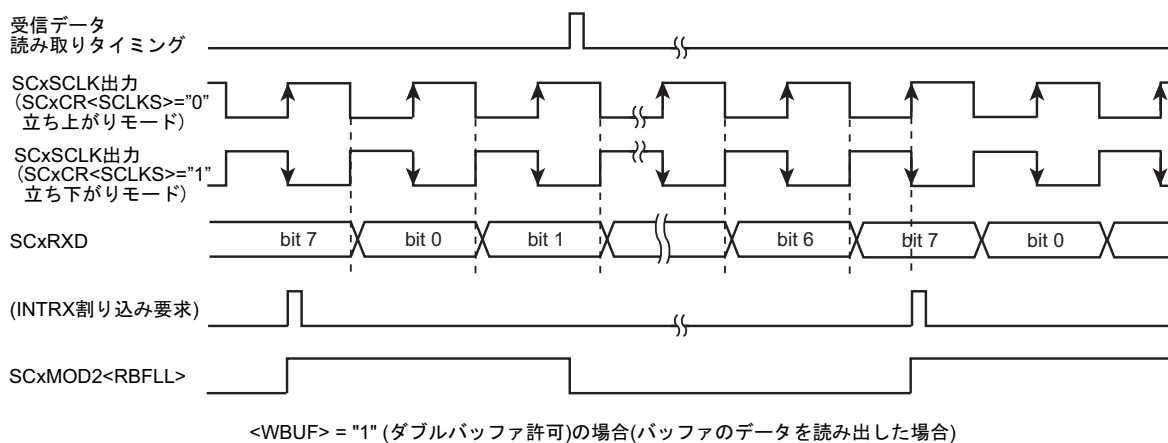 受信データ
読み取りタイミング
SCxSCLK出力
(SCxCR<SCLKS>="0"
立ち上がりモード)
SCxSCLK出力
(SCxCR<SCLKS>="1"
立ち下がりモード)
SCxRXD
bit 7 bit 0 bit 1 bit 6 bit 7 bit 0
(INTRX割り込み要求)
SCxMOD2<RBFLL>
<WBUF> = "1" (ダブルバッファ許可)の場合(バッファのデータを読み出した場合)